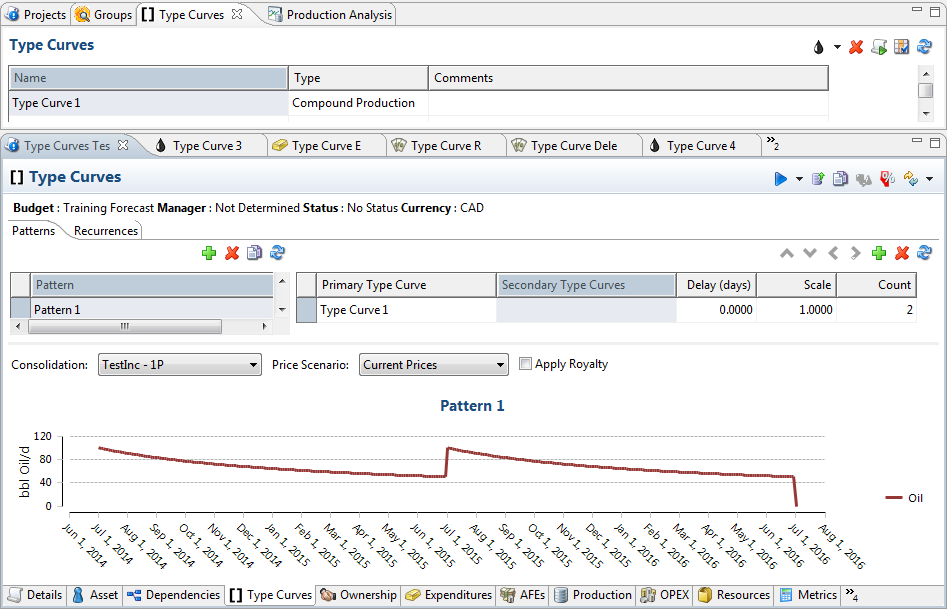 Projects Groups [ ] Type Curves Production Analysis
Type Curves
Name Type Comments
Type Curve 1 Compound Production
Type Curves Tes Type Curve 3 Type Curve E Type Curve R Type Curve Dele Type Curve 4 »2
[ ] Type Curves
Budget : Training Forecast Manager : Not Determined Status : No Status Currency : CAD
Patterns Recurrences
Pattern Primary Type Curve Secondary Type Curves Delay (days) Scale Count
Pattern 1 Type Curve 1 0.0000 1.0000 2
Consolidation: TestInc - 1P Price Scenario: Current Prices Apply Royalty
Pattern 1
bbl Oil/d
120
80
40
0
Oil
Jun 1, 2014 Jul 1, 2014 Aug 1, 2014 Sep 1, 2014 Oct 1, 2014 Nov 1, 2014 Dec 1, 2014 Jan 1, 2015 Feb 1, 2015 Mar 1, 2015 Apr 1, 2015 May 1, 2015 Jun 1, 2015 Jul 1, 2015 Aug 1, 2015 Sep 1, 2015 Oct 1, 2015 Nov 1, 2015 Dec 1, 2015 Jan 1, 2016 Feb 1, 2016 Mar 1, 2016 Apr 1, 2016 May 1, 2016 Jun 1, 2016 Jul 1, 2016 Aug 1, 2016
Details Asset Dependencies [ ] Type Curves Ownership Expenditures AFEs Production OPEX Resources Metrics »4